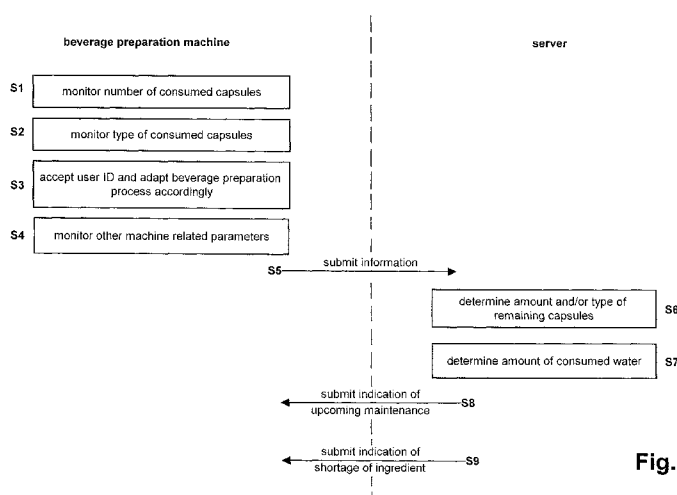 beverage preparation machine
server
S1
monitor number of consumed capsules
S2
monitor type of consumed capsules
S3
accept user ID and adapt beverage preparation
process accordingly
S4
monitor other machine related parameters
S5
submit information
determine amount and/or type of
remaining capsules
S6
determine amount of consumed water
S7
submit indication of
upcoming maintenance
S8
submit indication of
shortage of ingredient
S9
Fig.